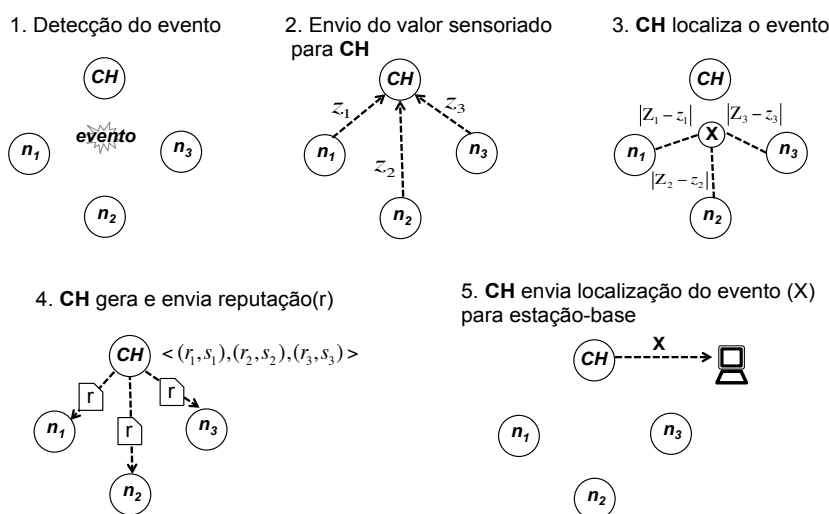 1. Detecção do evento
CH
evento
n1
n3
n2
2. Envio do valor sensoriado
para CH
CH
z1
z3
n1
n3
z2
n2
3. CH localiza o evento
CH
|Z1 − z1|
|Z3 − z3|
X
n1
n3
|Z2 − z2|
n2
4. CH gera e envia reputação(r)
CH
<(r1,s1),(r2,s2),(r3,s3)>
r
r
r
n1
n3
n2
5. CH envia localização do evento (X)
para estação-base
CH
X
n1
n3
n2